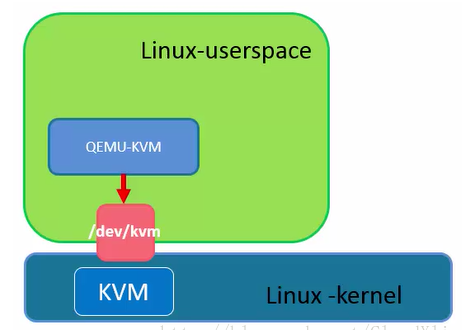 Linux-userspace
QEMU-KVM
/dev/kvm
KVM
Linux -kernel